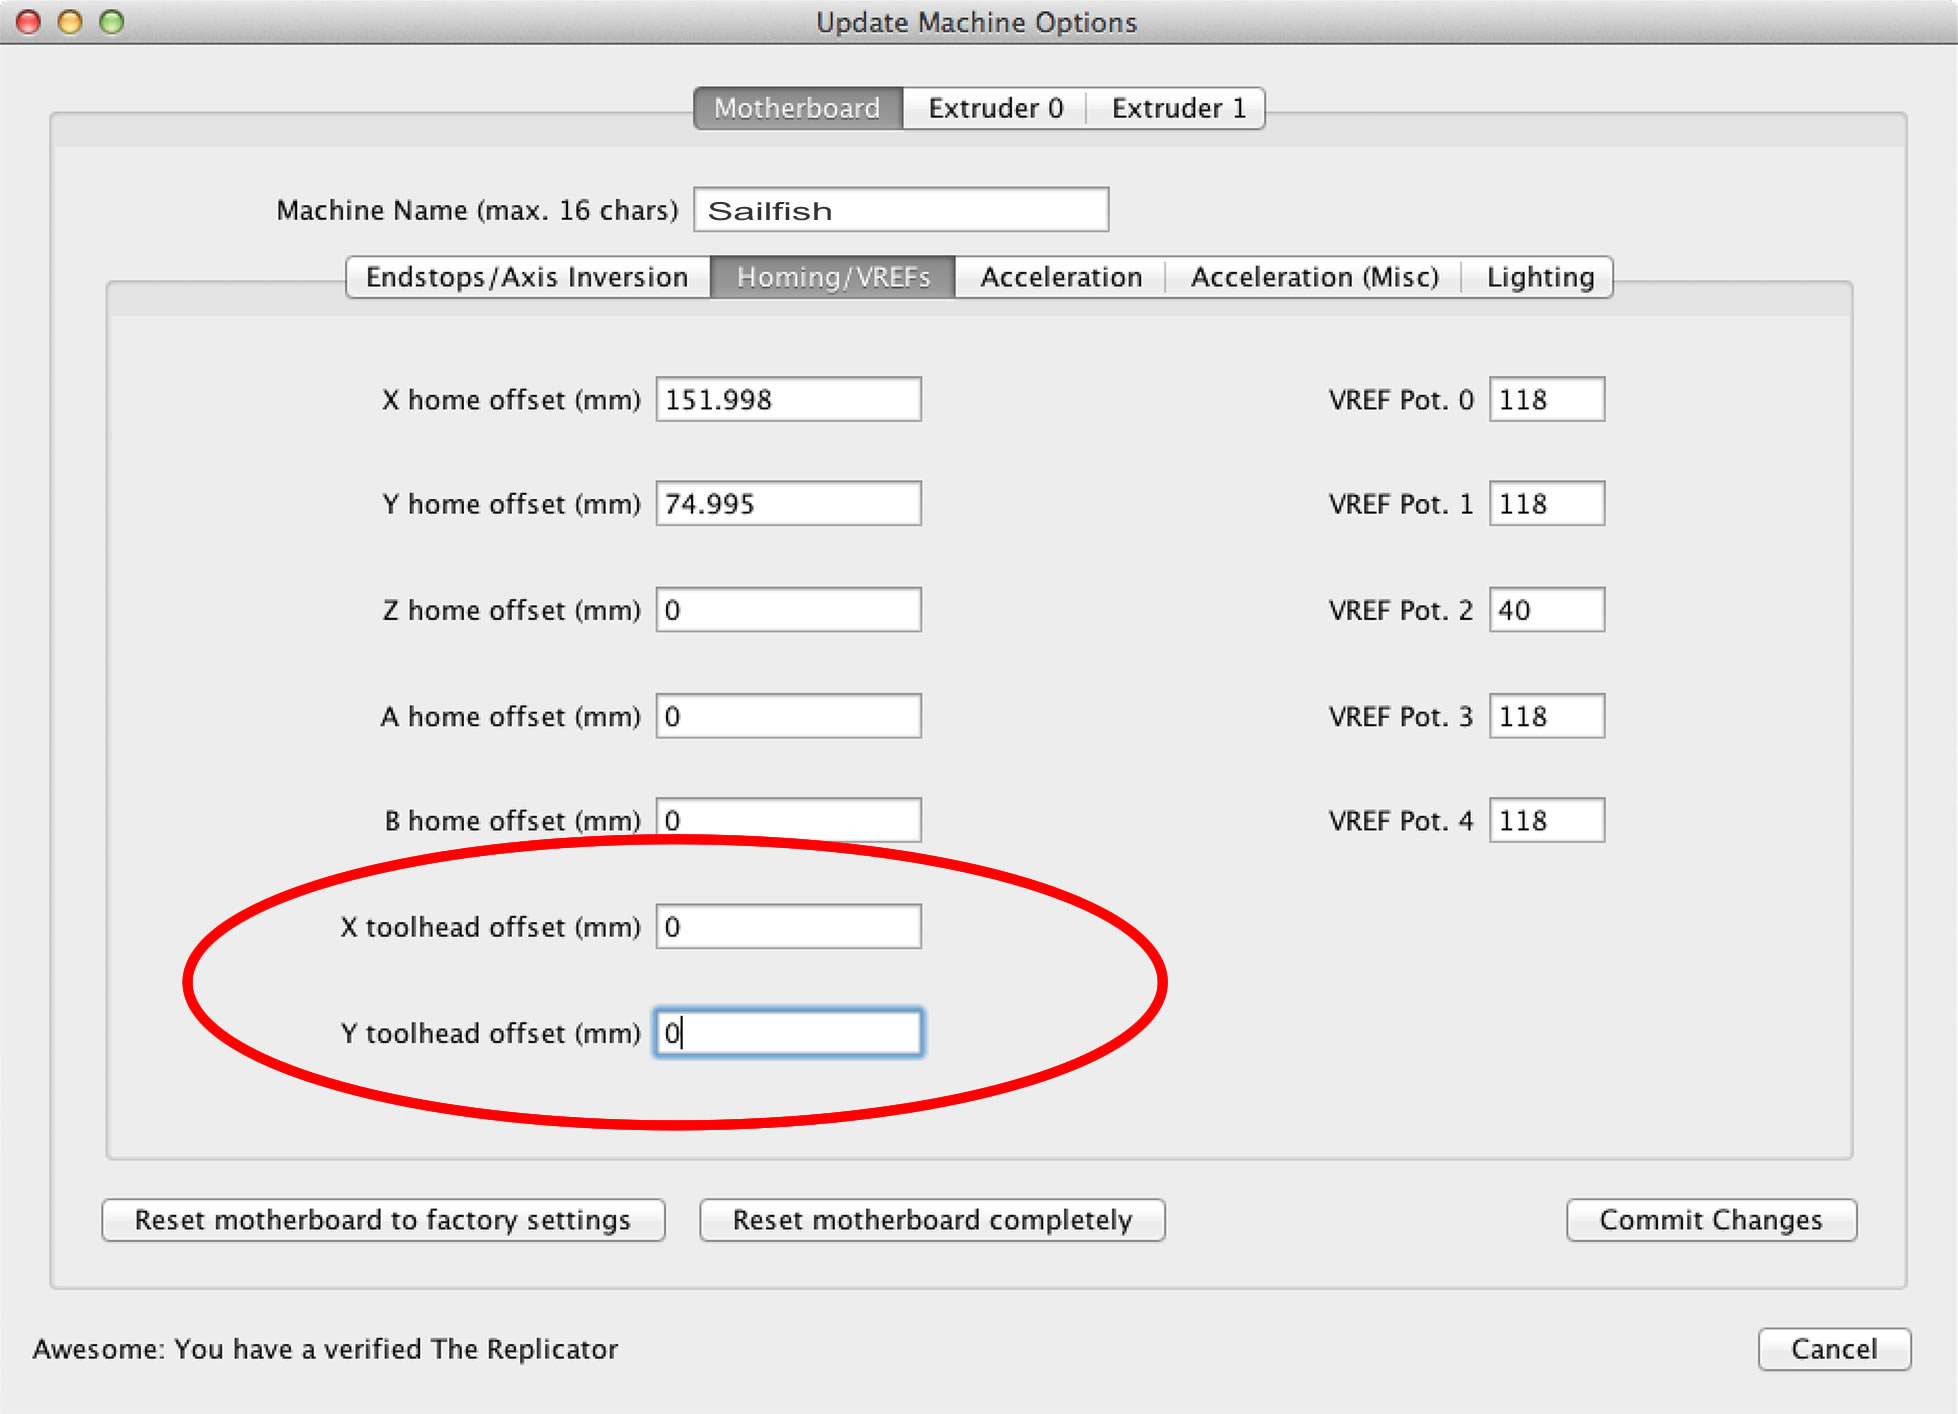 Update Machine Options
Motherboard Extruder 0 Extruder 1
Machine Name (max. 16 chars) Sailfish
Endstops/Axis Inversion Homing/VREFs Acceleration Acceleration (Misc) Lighting
X home offset (mm) 151.998 VREF Pot. 0 118
Y home offset (mm) 74.995 VREF Pot. 1 118
Z home offset (mm) 0 VREF Pot. 2 40
A home offset (mm) 0 VREF Pot. 3 118
B home offset (mm) 0 VREF Pot. 4 118
X toolhead offset (mm) 0
Y toolhead offset (mm) 0
Reset motherboard to factory settings Reset motherboard completely Commit Changes
Awesome: You have a verified The Replicator Cancel